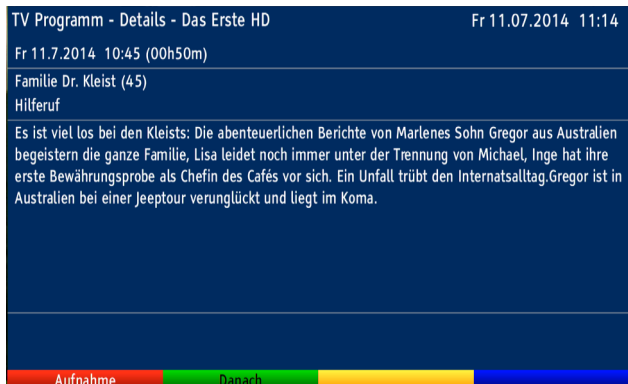 TV Programm - Details - Das Erste HD Fr 11.07.2014 11:14
Fr 11.7.2014 10:45 (00h50m)
Familie Dr. Kleist (45)
Hilferuf
Es ist viel los bei den Kleists: Die abenteuerlichen Berichte von Marlenes Sohn Gregor aus Australien
begeistern die ganze Familie, Lisa leidet noch immer unter der Trennung von Michael, Inge hat ihre
erste Bewährungsprobe als Chefin des Cafés vor sich. Ein Unfall trübt den Internatsalltag.Gregor ist in
Australien bei einer Jeeptour verunglückt und liegt im Koma.
Aufnahme Danach